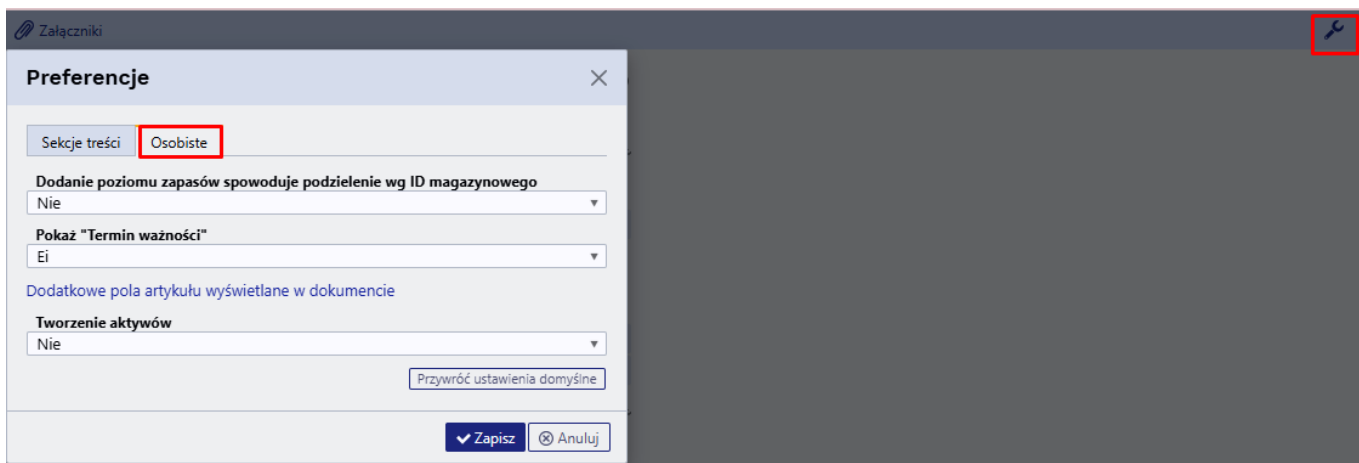 Załączniki
Preferencje
Sekcje treści Osobiste
Dodanie poziomu zapasów spowoduje podzielenie wg ID magazynowego
Nie
Pokaż "Termin ważności"
Ei
Dodatkowe pola artykułu wyświetlane w dokumencie
Tworzenie aktywów
Nie
Przywróć ustawienia domyślne
Zapisz Anuluj